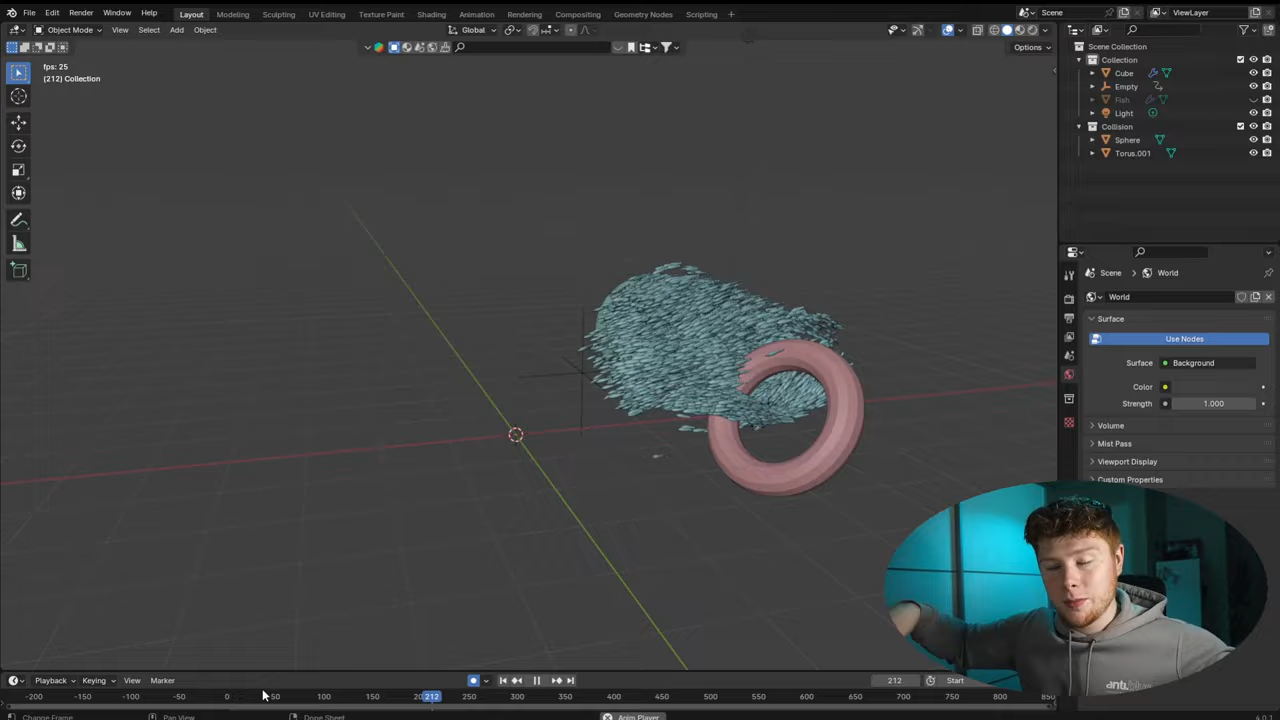 File Edit Render Window Help Layout Modeling Sculpting UV Editing Texture Paint Shading Animation Rendering Compositing Geometry Nodes Scripting + Scene ViewLayer
Object Mode View Select Add Object Global
Options
fps: 25
(212) Collection
Scene Collection
Collection
Cube
Empty
Fish
Light
Collision
Sphere
Torus.001
Scene > World
World
Surface
Use Nodes
Surface Background
Color
Strength 1.000
Volume
Mist Pass
Viewport Display
Custom Properties
Playback Keying View Marker 212 Start
-200 -150 -100 -50 0 50 100 150 212 250 300 350 400 450 500 550 600 650 700 750 800 850
Change Frame Pan View Dope Sheet Anim Player 4.0.1